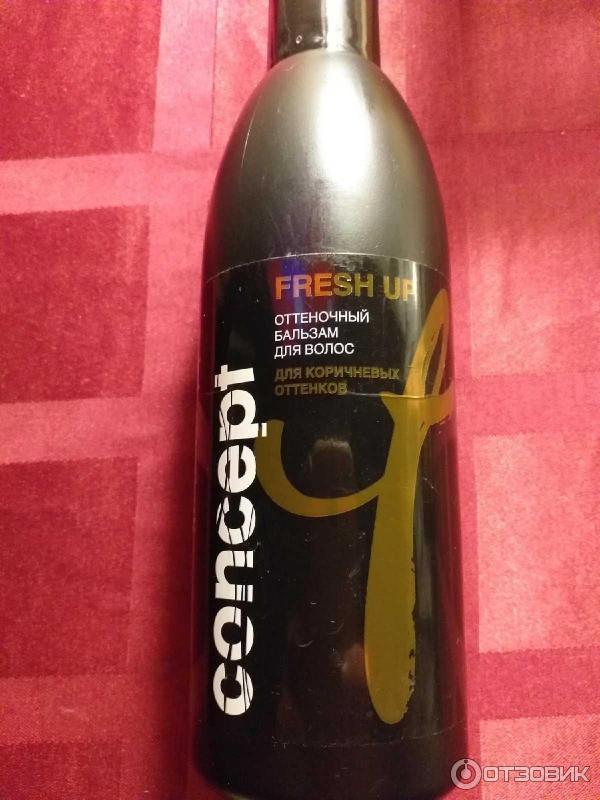 FRESH UP
ОТТЕНОЧНЫЙ
БАЛЬЗАМ
ДЛЯ ВОЛОС
ДЛЯ КОРИЧНЕВЫХ
ОТТЕНКОВ
concept
ОТЗОВИК